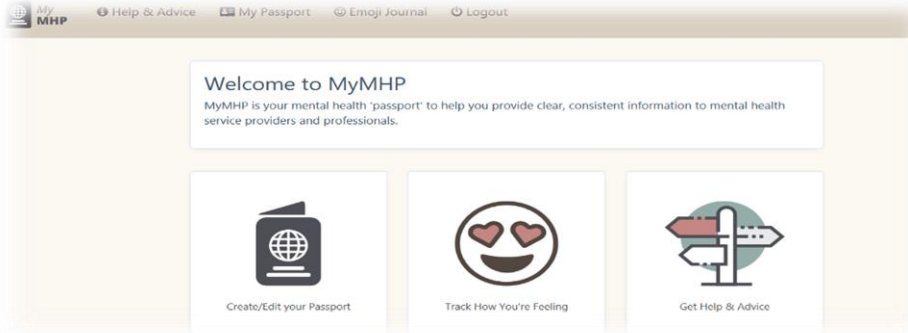 My
MHP
Help & Advice
My Passport
Emoji Journal
Logout
Welcome to MyMHP
MyMHP is your mental health 'passport' to help you provide clear, consistent information to mental health
service providers and professionals.
Create/Edit your Passport
Track How You're Feeling
Get Help & Advice